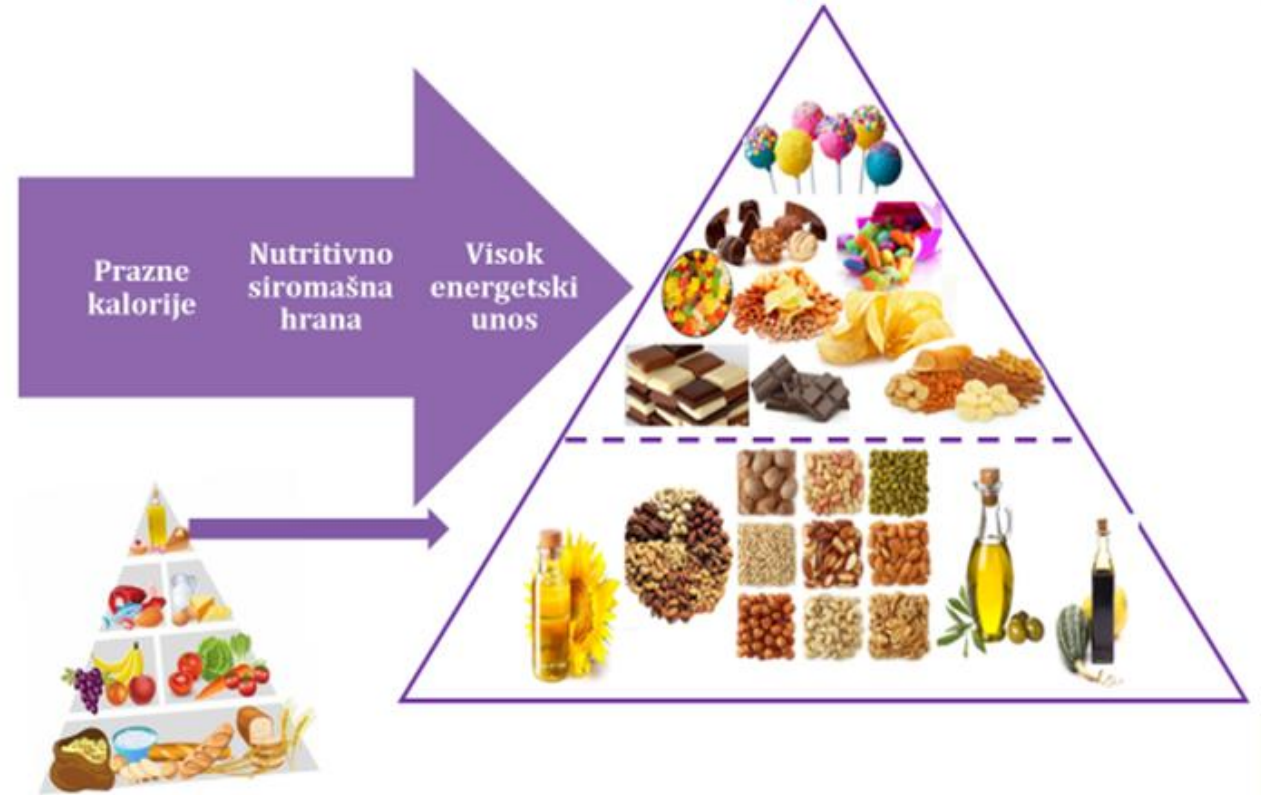 Prazne
kalorije
Nutritivno
siromašna
hrana
Visok
energetski
unos